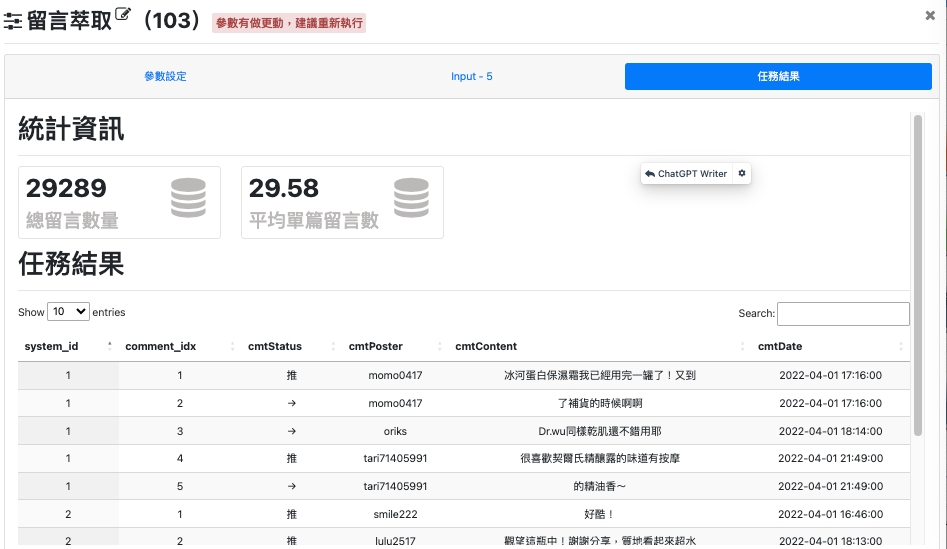 留言萃取 （103） 參數有做更動，建議重新執行
參數設定 Input - 5 任務結果
統計資訊
29289 29.58
總留言數量 平均單篇留言數
ChatGPT Writer
任務結果
Show 10 entries Search:
system_id comment_idx cmtStatus cmtPoster cmtContent cmtDate
1 1 推 momo0417 冰河蛋白保濕霜我已經用完一罐了！又到 2022-04-01 17:16:00
1 2 → momo0417 了補貨的時候啊啊 2022-04-01 17:16:00
1 3 → oriks Dr.wu同樣乾肌還不錯用耶 2022-04-01 18:14:00
1 4 推 tari71405991 很喜歡契爾氏精釀露的味道有按摩 2022-04-01 21:49:00
1 5 → tari71405991 的精油香～ 2022-04-01 21:49:00
2 1 推 smile222 好酷！ 2022-04-01 16:46:00
2 2 推 lulu2517 觀望這瓶中！謝謝分享，質地看起來超水 2022-04-01 18:13:00